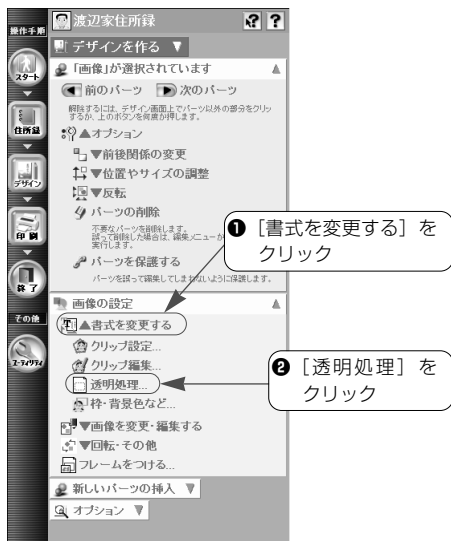 操作手順
スタート
住所録
デザイン
印刷
終了
その他
ユーティリティ
渡辺家住所録
デザインを作る ▼
「画像」が選択されています ▲
前のパーツ 次のパーツ
解除するには、デザイン画面上でパーツ以外の部分をクリッ
クするか、上のボタンを何度か押します。
▲オプション
▼前後関係の変更
▼位置やサイズの調整
▼反転
パーツの削除
不要なパーツを削除します。
誤って削除した場合は、編集メニューか
実行します。
パーツを保護する
パーツを誤って編集してしまわないように保護します。
画像の設定 ▲
▲書式を変更する
クリップ設定...
クリップ編集...
透明処理...
枠・背景色など...
▼画像を変更・編集する
▼回転・その他
フレームをつける...
新しいパーツの挿入 ▼
オプション ▼
❶ [書式を変更する] を
クリック
❷ [透明処理] を
クリック